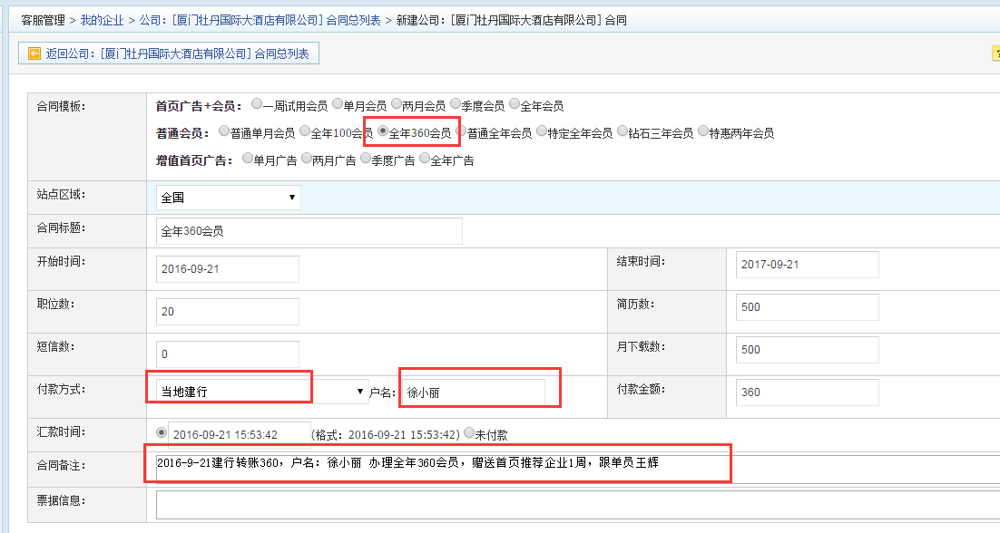 客服管理 > 我的企业 > 公司：[厦门牡丹国际大酒店有限公司] 合同总列表 > 新建公司：[厦门牡丹国际大酒店有限公司] 合同
返回公司：[厦门牡丹国际大酒店有限公司] 合同总列表
合同模板： 首页广告+会员： 一周试用会员 单月会员 两月会员 季度会员 全年会员
普通会员： 普通单月会员 全年100会员 全年360会员 普通全年会员 特定全年会员 钻石三年会员 特惠两年会员
增值首页广告： 单月广告 两月广告 季度广告 全年广告
站点区域： 全国
合同标题： 全年360会员
开始时间： 2016-09-21 结束时间： 2017-09-21
职位数： 20 简历数： 500
短信数： 0 月下载数： 500
付款方式： 当地建行 户名： 徐小丽 付款金额： 360
汇款时间： 2016-09-21 15:53:42 (格式：2016-09-21 15:53:42) 未付款
合同备注： 2016-9-21建行转账360，户名：徐小丽 办理全年360会员，赠送首页推荐企业1周，跟单员王辉
票据信息：